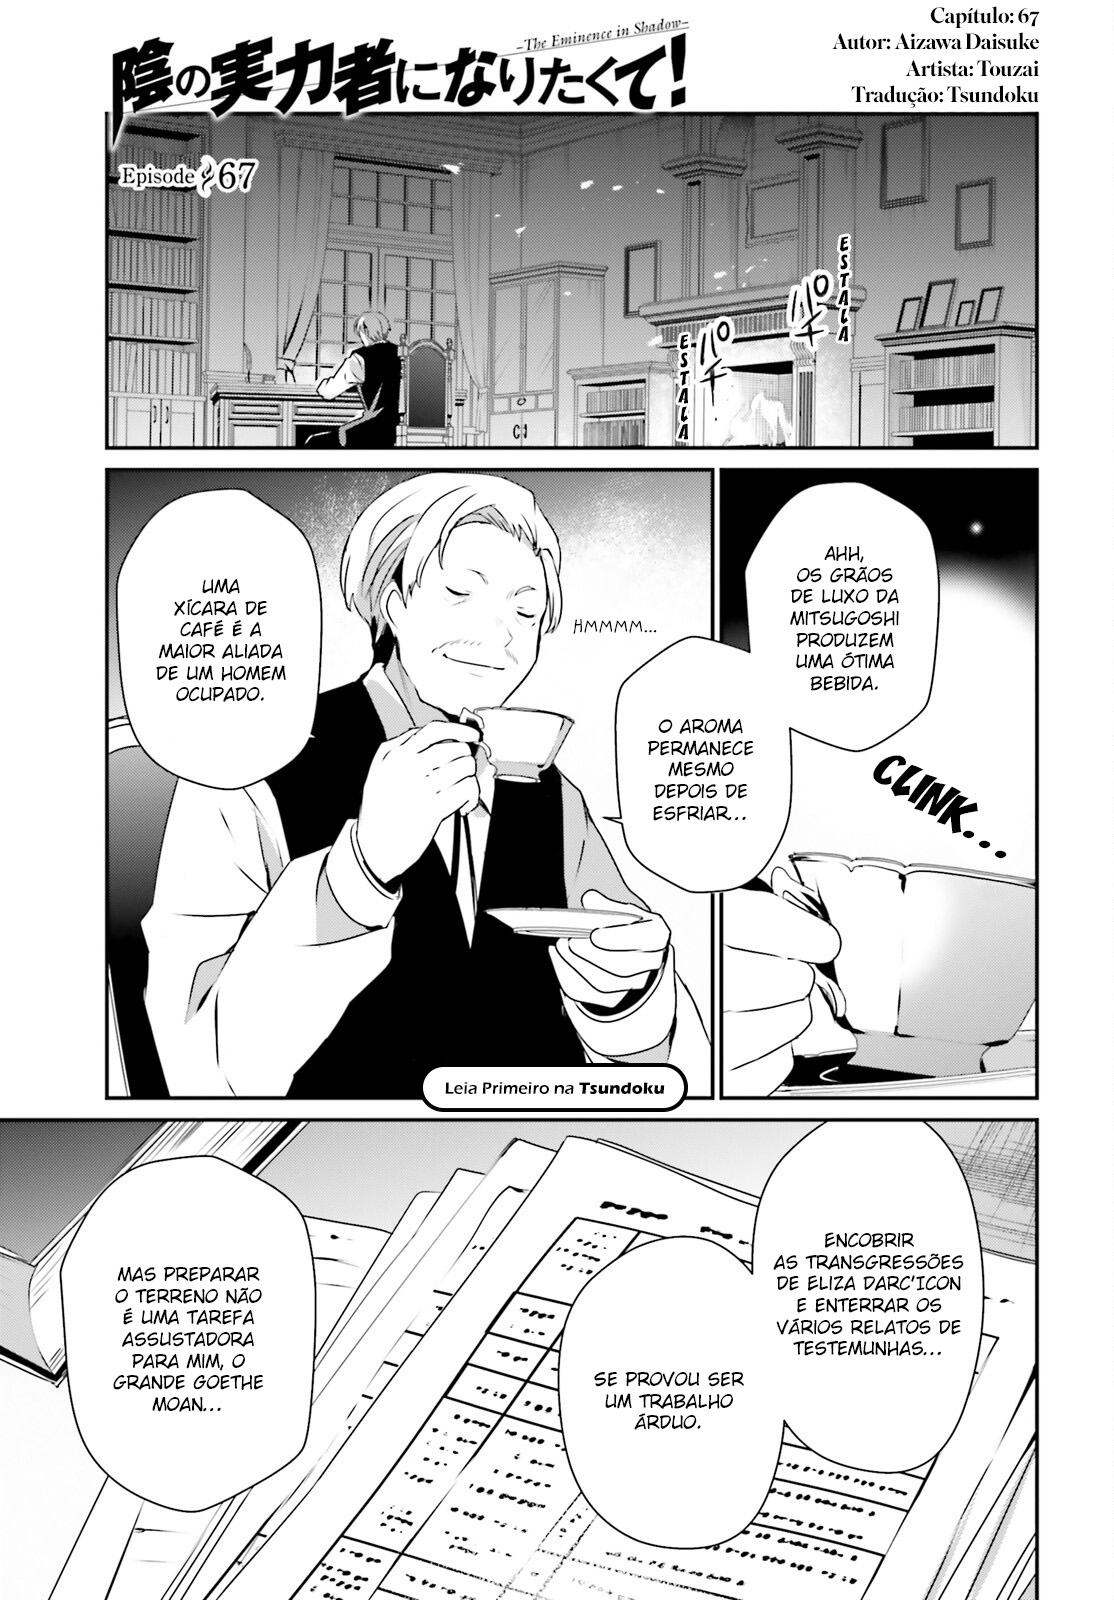 Capítulo: 67
Autor: Aizawa Daisuke
Artista: Touzai
Tradução: Tsundoku
–The Eminence in Shadow–
陰の実力者になりたくて!
Episode 67
ESTALA
パチ
ESTALA
パチ
AHH,
OS GRÃOS
DE LUXO DA
MITSUGOSHI
PRODUZEM
UMA ÓTIMA
BEBIDA.
O AROMA
PERMANECE
MESMO
DEPOIS DE
ESFRIAR...
CLINK...
HMMMM...
UMA
XÍCARA DE
CAFÉ É A
MAIOR ALIADA
DE UM HOMEM
OCUPADO.
Leia Primeiro na Tsundoku
ENCOBRIR
AS TRANSGRESSÕES
DE ELIZA DARC'ICON
E ENTERRAR OS
VÁRIOS RELATOS DE
TESTEMUNHAS...
SE PROVOU SER
UM TRABALHO
ÁRDUO.
MAS PREPARAR
O TERRENO NÃO
É UMA TAREFA
ASSUSTADORA
PARA MIM, O
GRANDE GOETHE
MOAN...